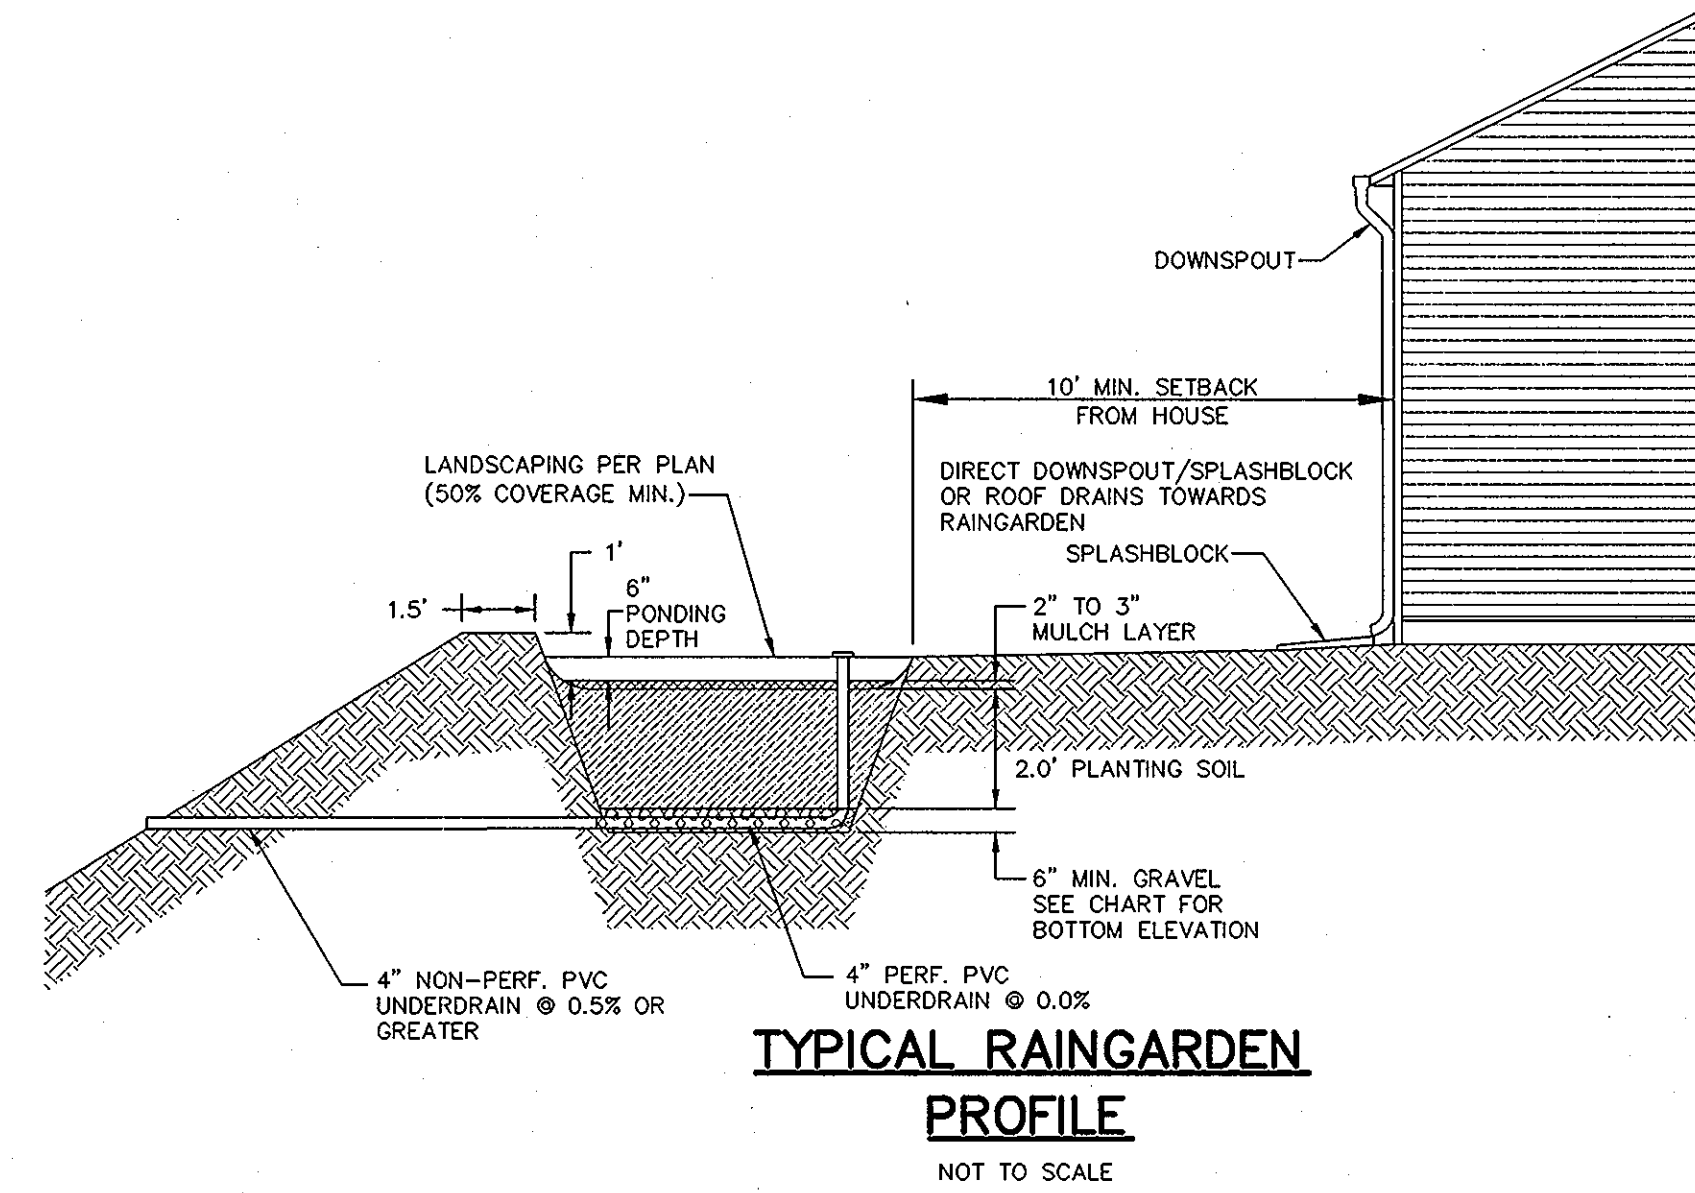 DOWNSPOUT
10' MIN. SETBACK
FROM HOUSE
LANDSCAPING PER PLAN
(50% COVERAGE MIN.)
DIRECT DOWNSPOUT/SPLASHBLOCK
OR ROOF DRAINS TOWARDS
RAINGARDEN
SPLASHBLOCK
1'
1.5'
6"
PONDING
DEPTH
2" TO 3"
MULCH LAYER
2.0' PLANTING SOIL
6" MIN. GRAVEL
SEE CHART FOR
BOTTOM ELEVATION
4" NON-PERF. PVC
UNDERDRAIN @ 0.5% OR
GREATER
4" PERF. PVC
UNDERDRAIN @ 0.0%
TYPICAL RAINGARDEN
PROFILE
NOT TO SCALE